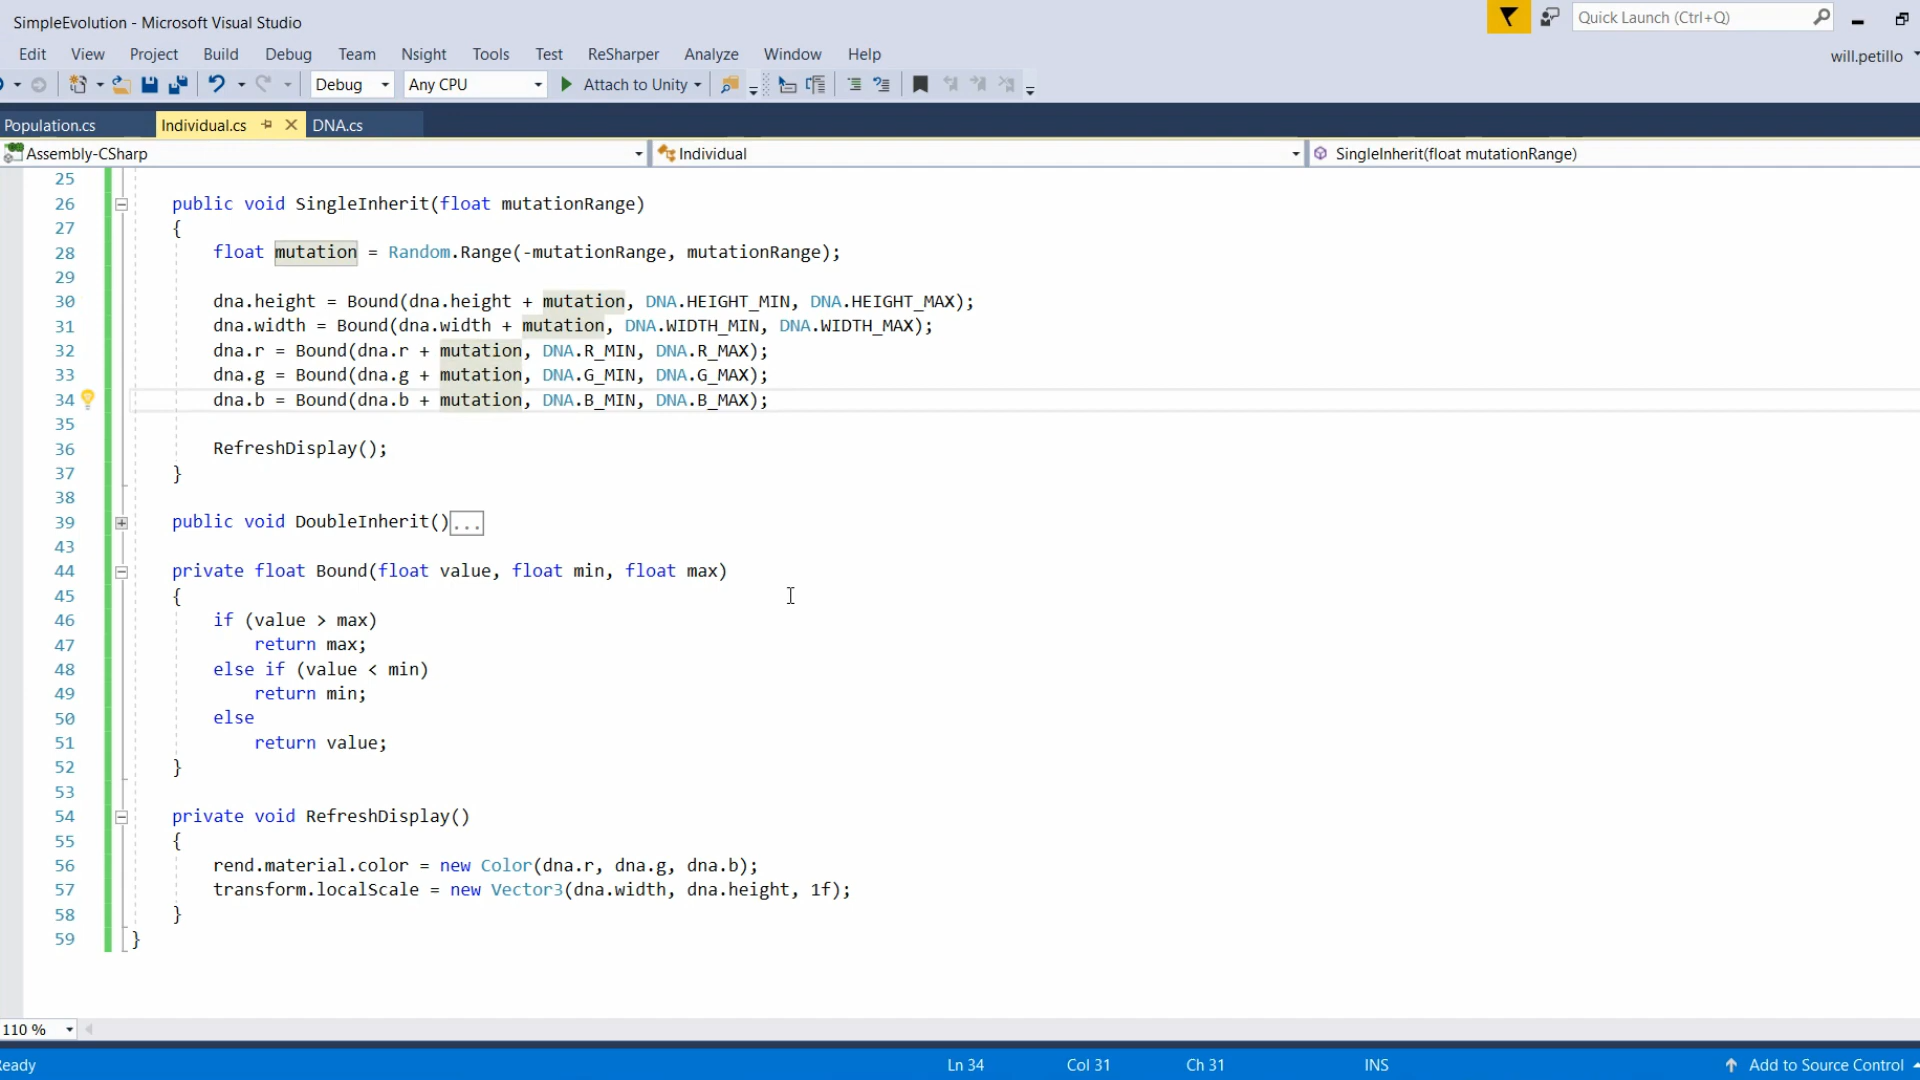 SimpleEvolution - Microsoft Visual Studio
Quick Launch (Ctrl+Q)
Edit View Project Build Debug Team Nsight Tools Test ReSharper Analyze Window Help
will.petillo
Debug Any CPU Attach to Unity
Population.cs Individual.cs DNA.cs
Assembly-CSharp Individual SingleInherit(float mutationRange)
25
26 public void SingleInherit(float mutationRange)
27 {
28 float mutation = Random.Range(-mutationRange, mutationRange);
29
30 dna.height = Bound(dna.height + mutation, DNA.HEIGHT_MIN, DNA.HEIGHT_MAX);
31 dna.width = Bound(dna.width + mutation, DNA.WIDTH_MIN, DNA.WIDTH_MAX);
32 dna.r = Bound(dna.r + mutation, DNA.R_MIN, DNA.R_MAX);
33 dna.g = Bound(dna.g + mutation, DNA.G_MIN, DNA.G_MAX);
34 dna.b = Bound(dna.b + mutation, DNA.B_MIN, DNA.B_MAX);
35
36 RefreshDisplay();
37 }
38
39 public void DoubleInherit()...
43
44 private float Bound(float value, float min, float max)
45 {
46 if (value > max)
47 return max;
48 else if (value < min)
49 return min;
50 else
51 return value;
52 }
53
54 private void RefreshDisplay()
55 {
56 rend.material.color = new Color(dna.r, dna.g, dna.b);
57 transform.localScale = new Vector3(dna.width, dna.height, 1f);
58 }
59 }
110 %
eady Ln 34 Col 31 Ch 31 INS Add to Source Control